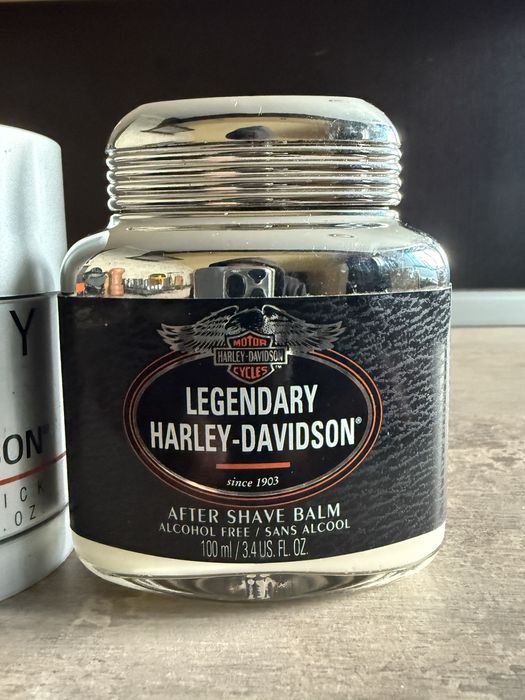 MOTOR
HARLEY-DAVIDSON
CYCLES™
LEGENDARY
HARLEY-DAVIDSON®
since 1903
AFTER SHAVE BALM
ALCOHOL FREE / SANS ALCOOL
100 ml / 3.4 US. FL. OZ.
Y
ON®
ICK
.OZ.